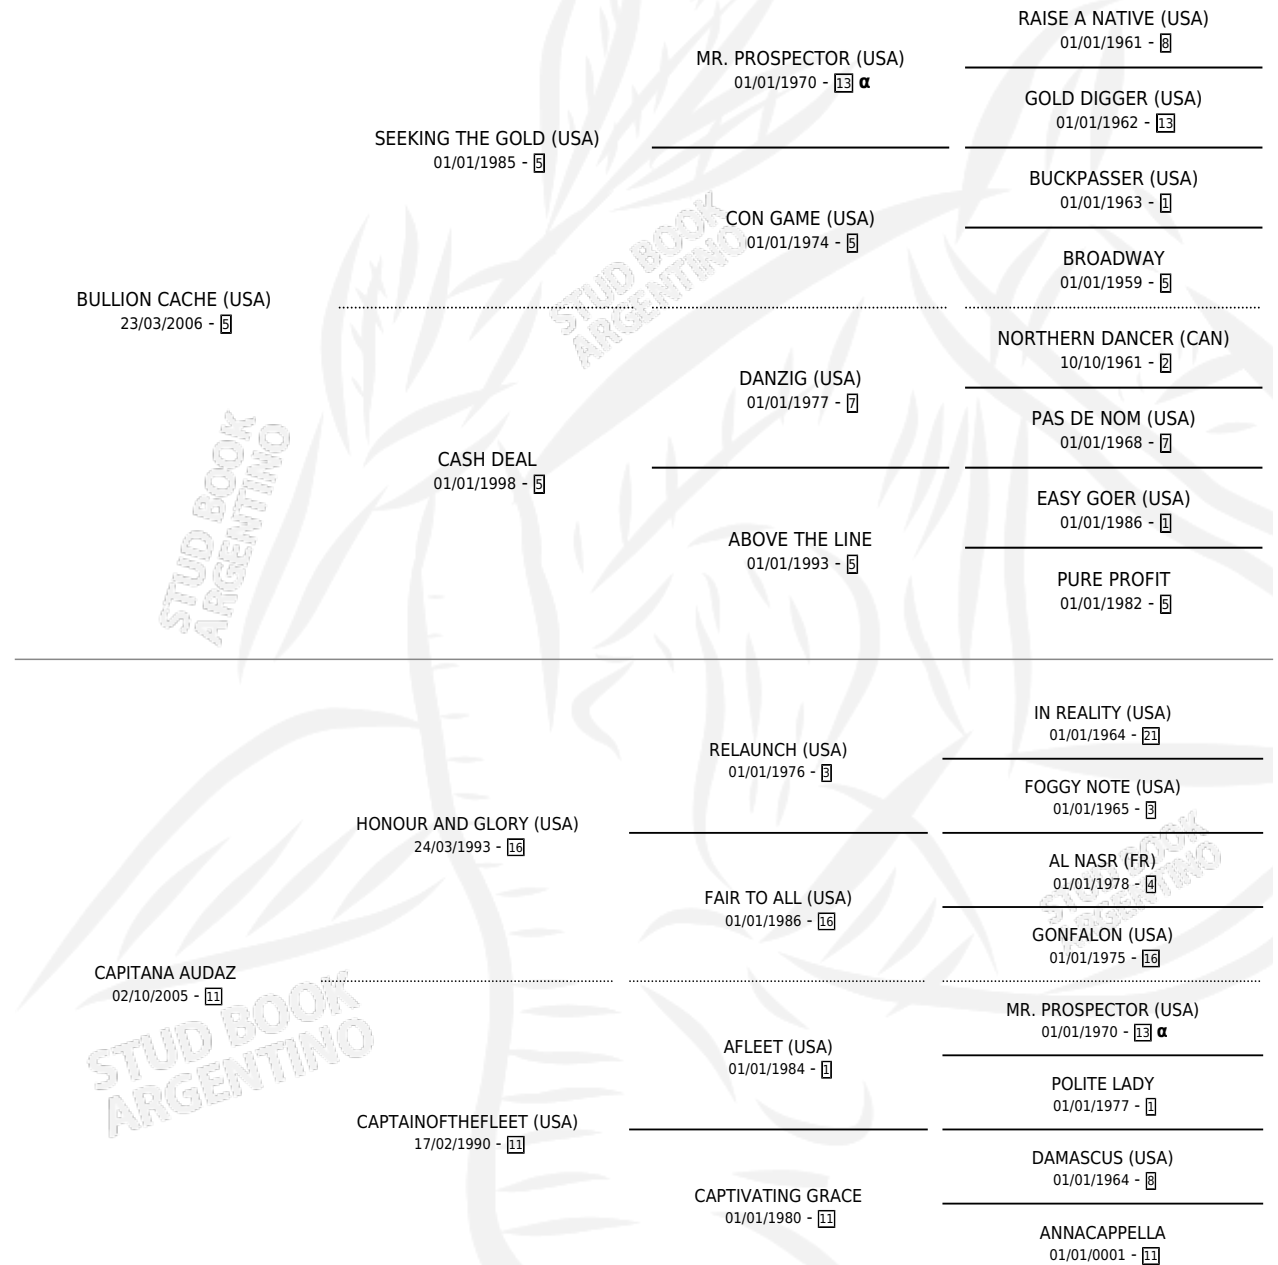 RAISE A NATIVE (USA)
01/01/1961 - 8
MR. PROSPECTOR (USA)
01/01/1970 - 13 α
GOLD DIGGER (USA)
01/01/1962 - 13
SEEKING THE GOLD (USA)
01/01/1985 - 5
BUCKPASSER (USA)
01/01/1963 - 1
CON GAME (USA)
01/01/1974 - 5
BROADWAY
01/01/1959 - 5
BULLION CACHE (USA)
23/03/2006 - 5
STUD BOOK
ARGENTINO
NORTHERN DANCER (CAN)
10/10/1961 - 2
DANZIG (USA)
01/01/1977 - 7
PAS DE NOM (USA)
01/01/1968 - 7
CASH DEAL
01/01/1998 - 5
EASY GOER (USA)
01/01/1986 - 1
ABOVE THE LINE
01/01/1993 - 5
PURE PROFIT
01/01/1982 - 5
STUD BOOK
ARGENTINO
IN REALITY (USA)
01/01/1964 - 21
RELAUNCH (USA)
01/01/1976 - 3
FOGGY NOTE (USA)
01/01/1965 - 3
HONOUR AND GLORY (USA)
24/03/1993 - 16
AL NASR (FR)
01/01/1978 - 4
FAIR TO ALL (USA)
01/01/1986 - 16
GONFALON (USA)
01/01/1975 - 16
STUD BOOK
ARGENTINO
CAPITANA AUDAZ
02/10/2005 - 11
STUD BOOK
ARGENTINO
MR. PROSPECTOR (USA)
01/01/1970 - 13 α
AFLEET (USA)
01/01/1984 - 1
POLITE LADY
01/01/1977 - 1
CAPTAINOFTHEFLEET (USA)
17/02/1990 - 11
DAMASCUS (USA)
01/01/1964 - 8
CAPTIVATING GRACE
01/01/1980 - 11
ANNACAPPELLA
01/01/0001 - 11